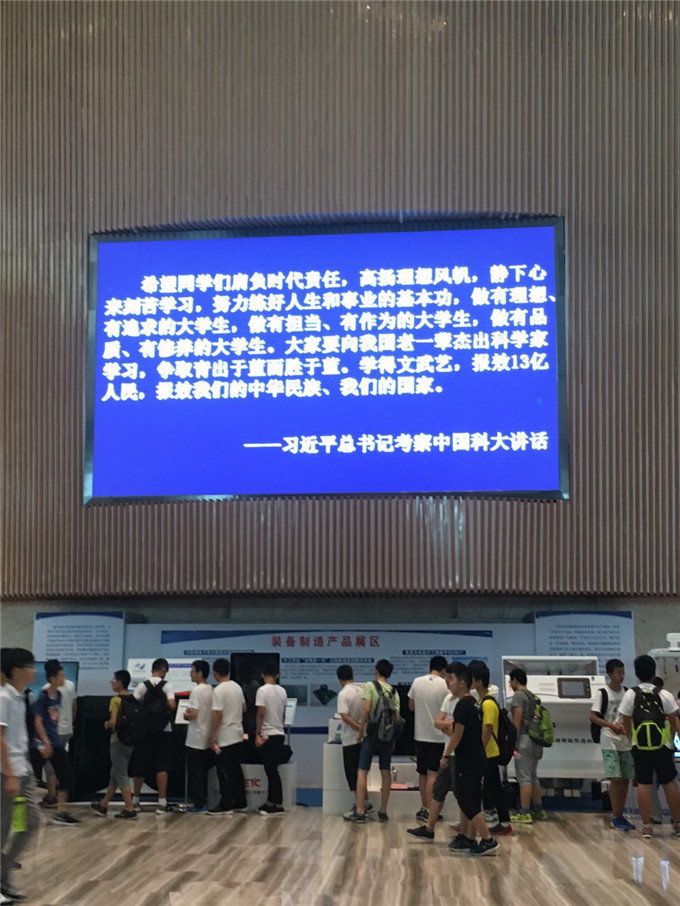 希望同学们肩负时代责任，高扬理想风帆，静下心
来刻苦学习，努力练好人生和事业的基本功，做有理想、
有追求的大学生，做有担当、有作为的大学生，做有品
质、有修养的大学生。大家要向我国老一辈杰出科学家
学习，争取青出于蓝而胜于蓝。学得文武艺，报效13亿
人民，报效我们的中华民族、我们的国家。
——习近平总书记考察中国科大讲话
装备制造产品展区